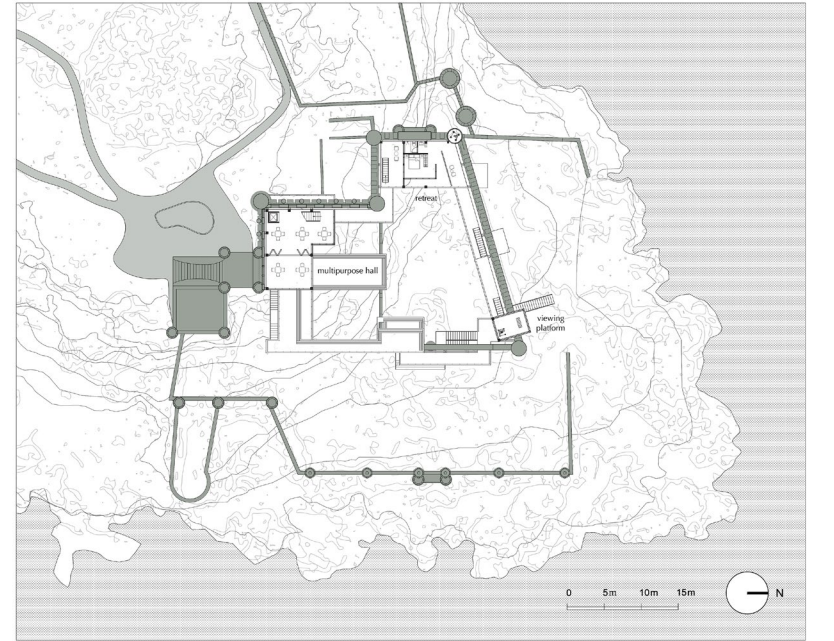 retreat
multipurpose hall
viewing
platform
0 5m 10m 15m
N